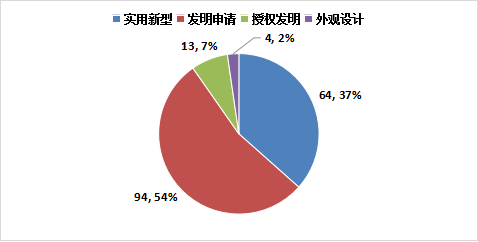 实用新型 发明申请 授权发明 外观设计
4, 2%
13, 7%
64, 37%
94, 54%